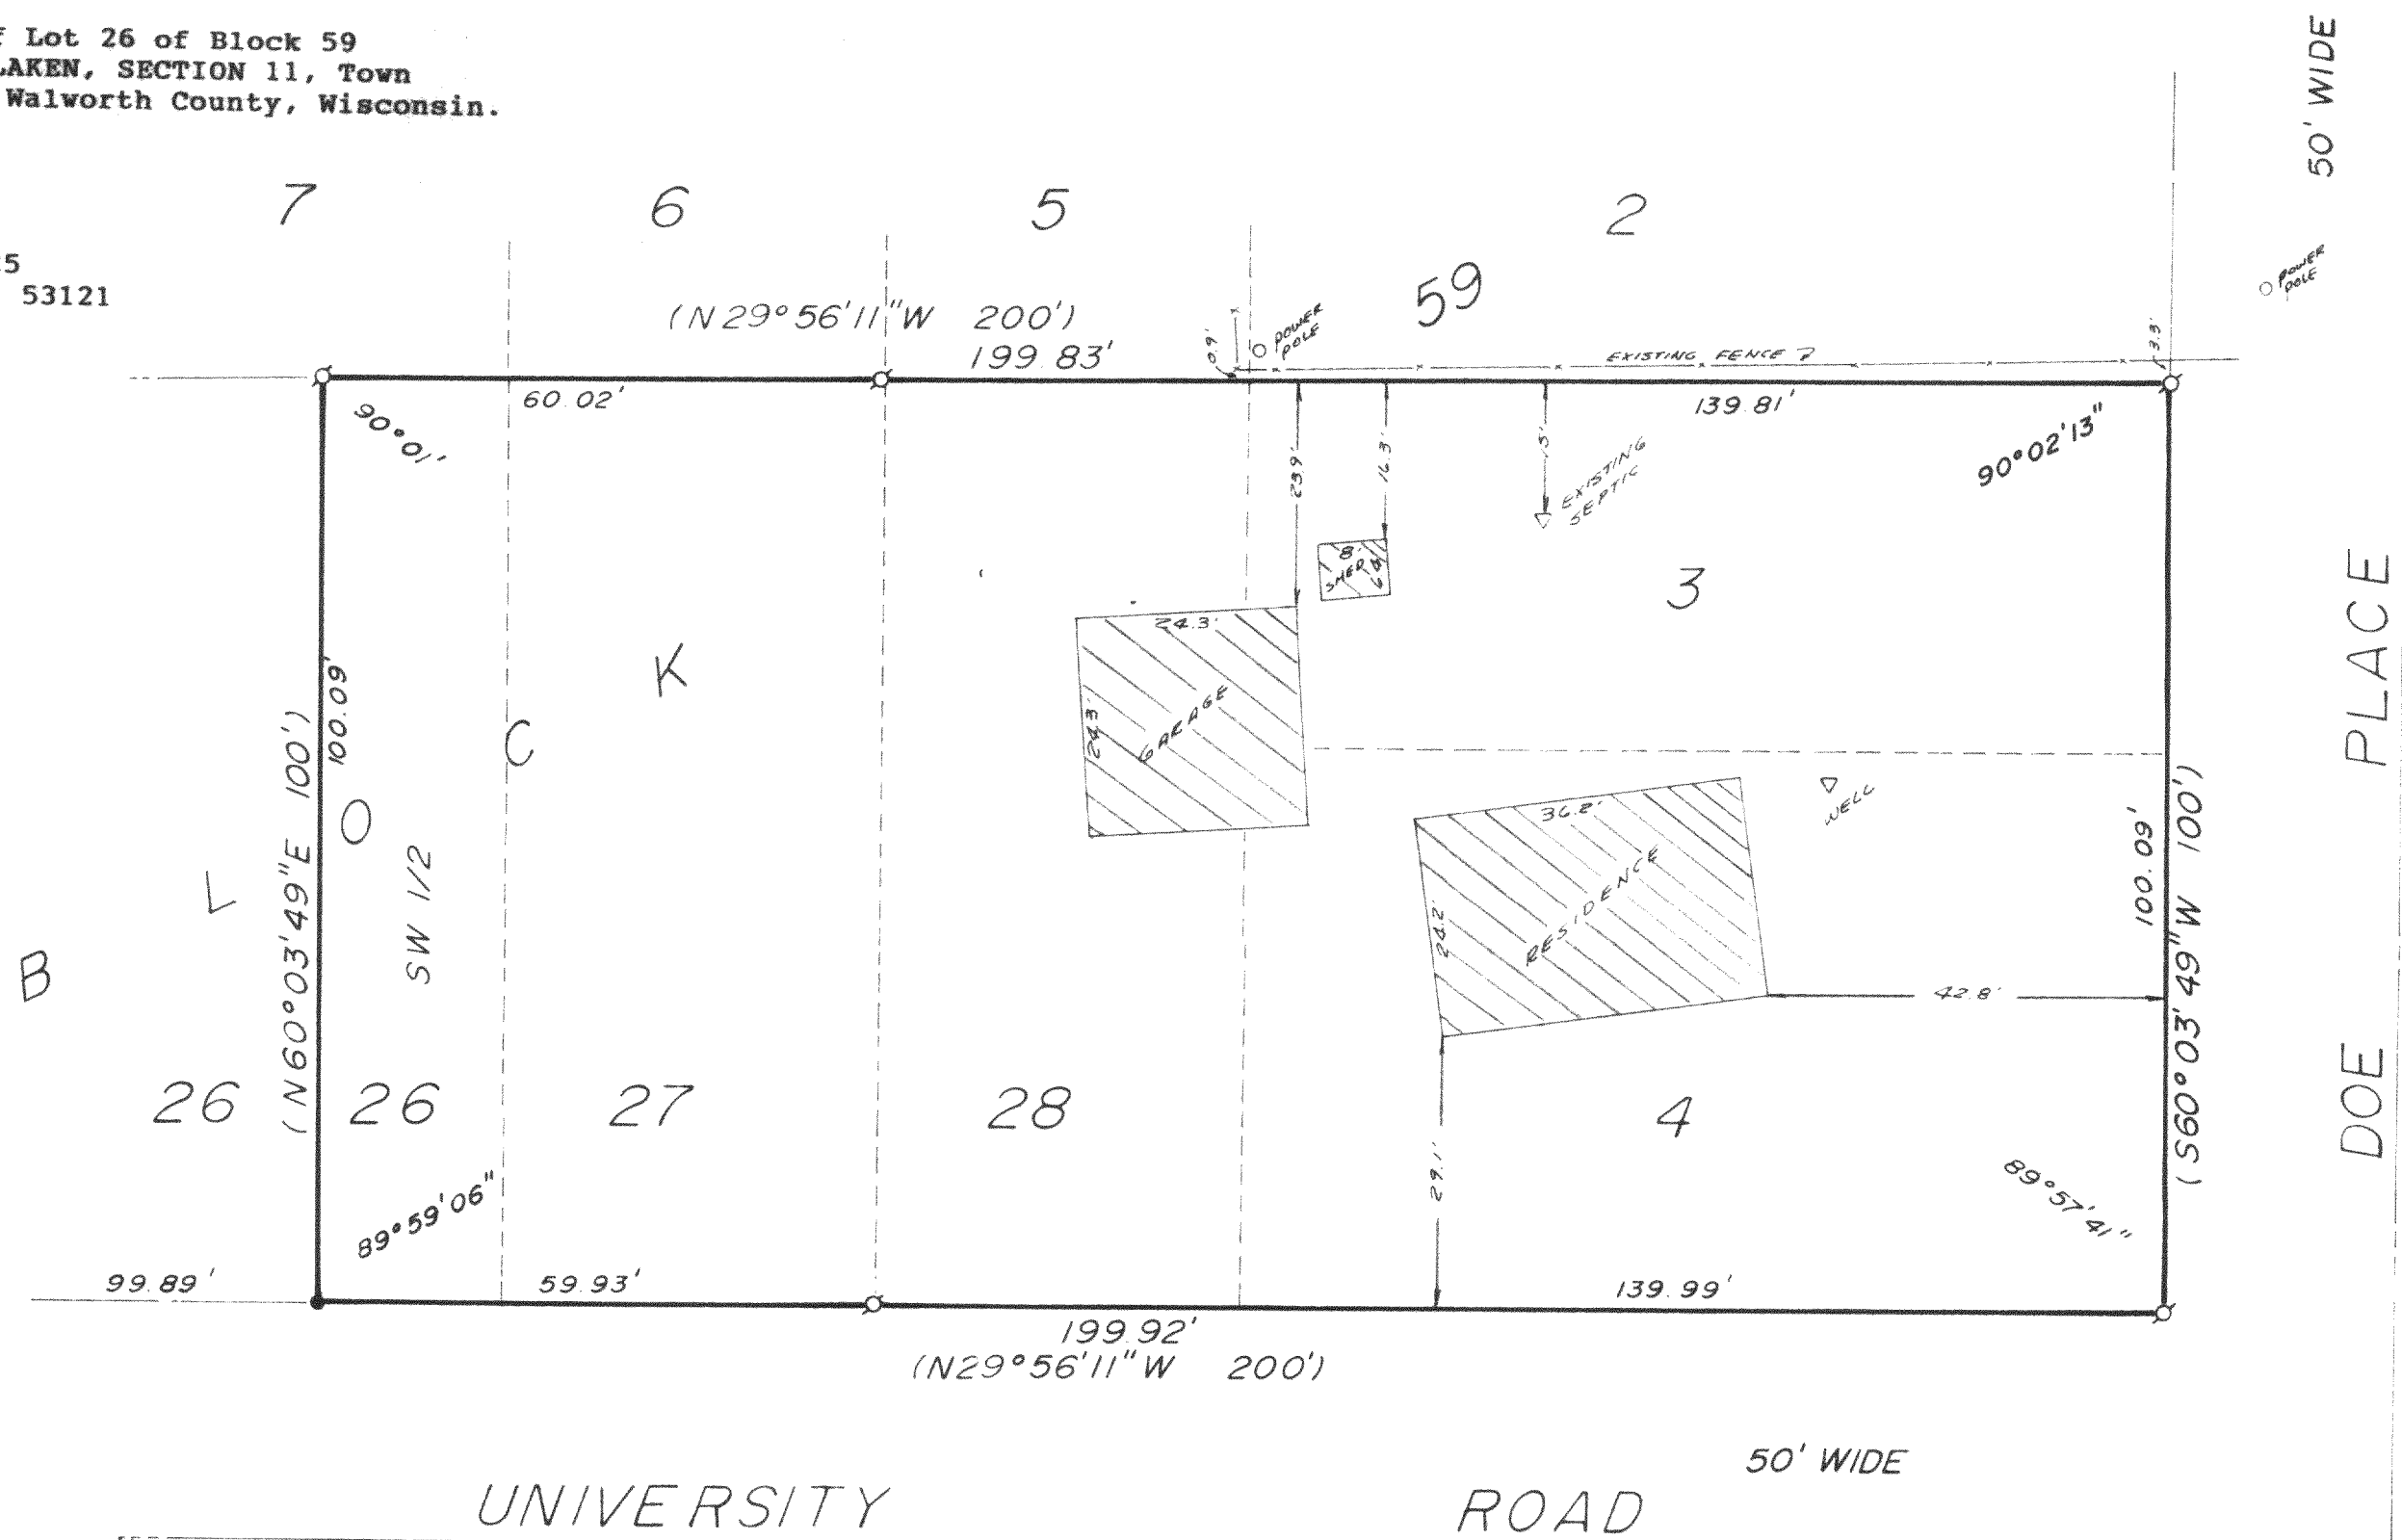 f Lot 26 of Block 59
LAKEN, SECTION 11, Town
Walworth County, Wisconsin.
50' WIDE
7
6
5
2
5
53121
59
(N29°56'11"W 200')
199.83'
0.9'
POWER
POLE
EXISTING FENCE ?
3.3'
POWER
POLE
60.02'
139.81'
90°01'
90°02'13"
23.9'
16.3'
15'
EXISTING
SEPTIC
8'
SHED
3
24.3'
24.3'
GARAGE
PLACE
B L O C K
100.09'
(N60°03'49"E 100')
SW 1/2
36.2'
24.2'
RESIDENCE
WELL
100.09'
(S60°03'49"W 100')
42.8'
26
26
27
28
4
DOE
29.1'
89°59'06"
89°57'41"
99.89'
59.93'
139.99'
199.92'
(N29°56'11"W 200')
50' WIDE
UNIVERSITY ROAD